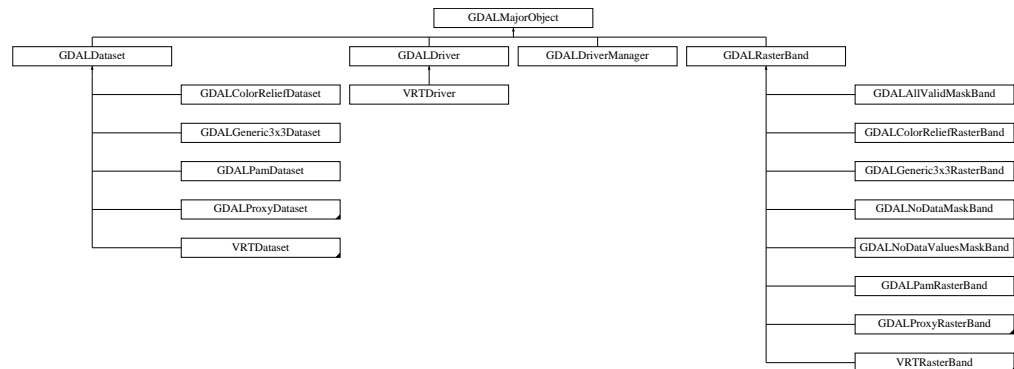 GDALMajorObject
GDALDataset
GDALDriver
GDALDriverManager
GDALRasterBand
GDALColorReliefDataset
VRTDriver
GDALAllValidMaskBand
GDALGeneric3x3Dataset
GDALColorReliefRasterBand
GDALPamDataset
GDALGeneric3x3RasterBand
GDALProxyDataset
GDALNoDataMaskBand
VRTDataset
GDALNoDataValuesMaskBand
GDALPamRasterBand
GDALProxyRasterBand
VRTRasterBand